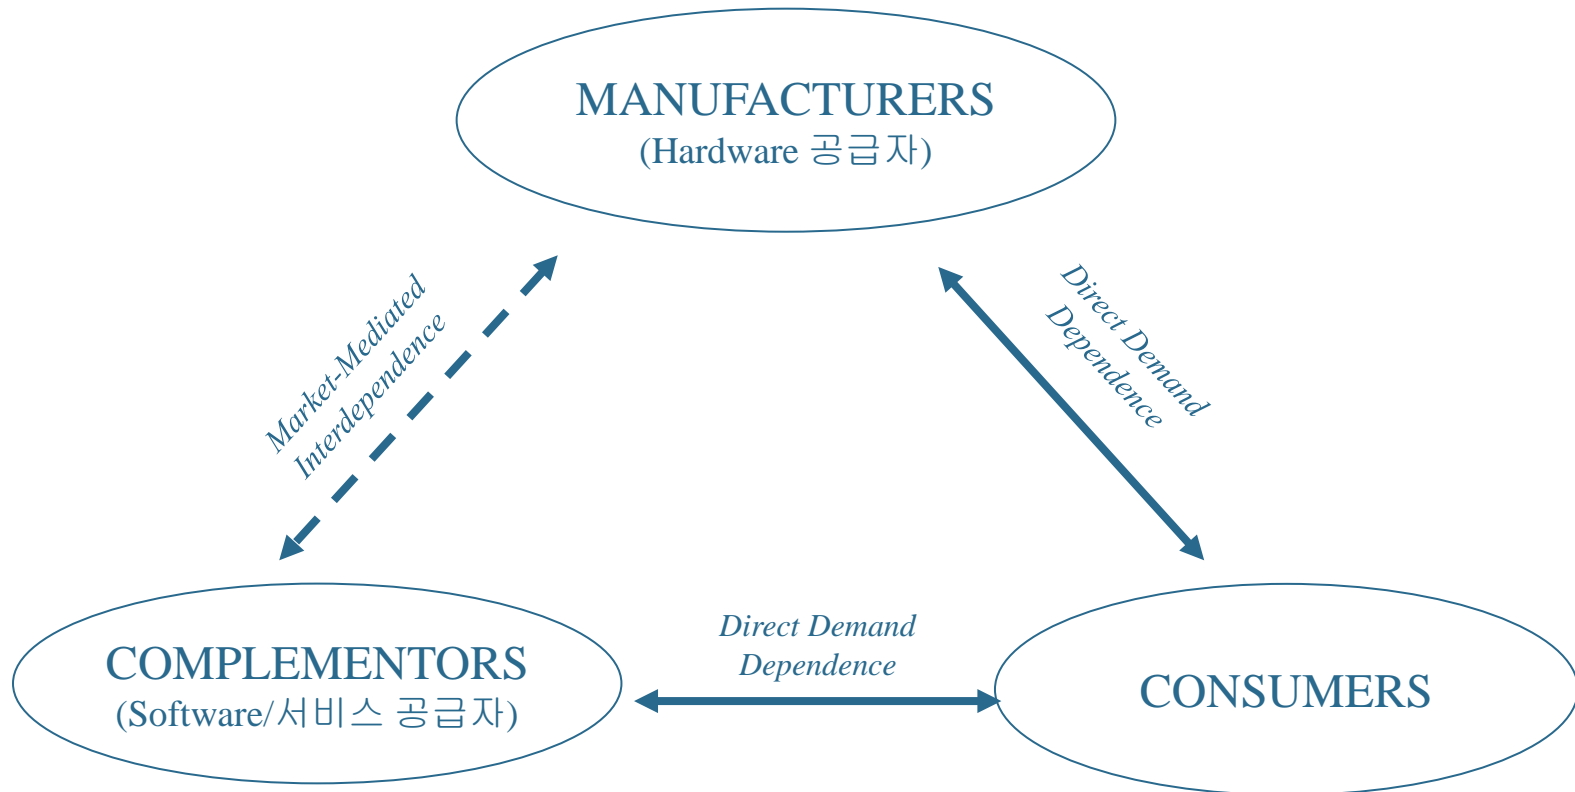 MANUFACTURERS
(Hardware 공급자)
Market-Mediated
Interdependence
Direct Demand
Dependence
COMPLEMENTORS
(Software/서비스 공급자)
Direct Demand
Dependence
CONSUMERS